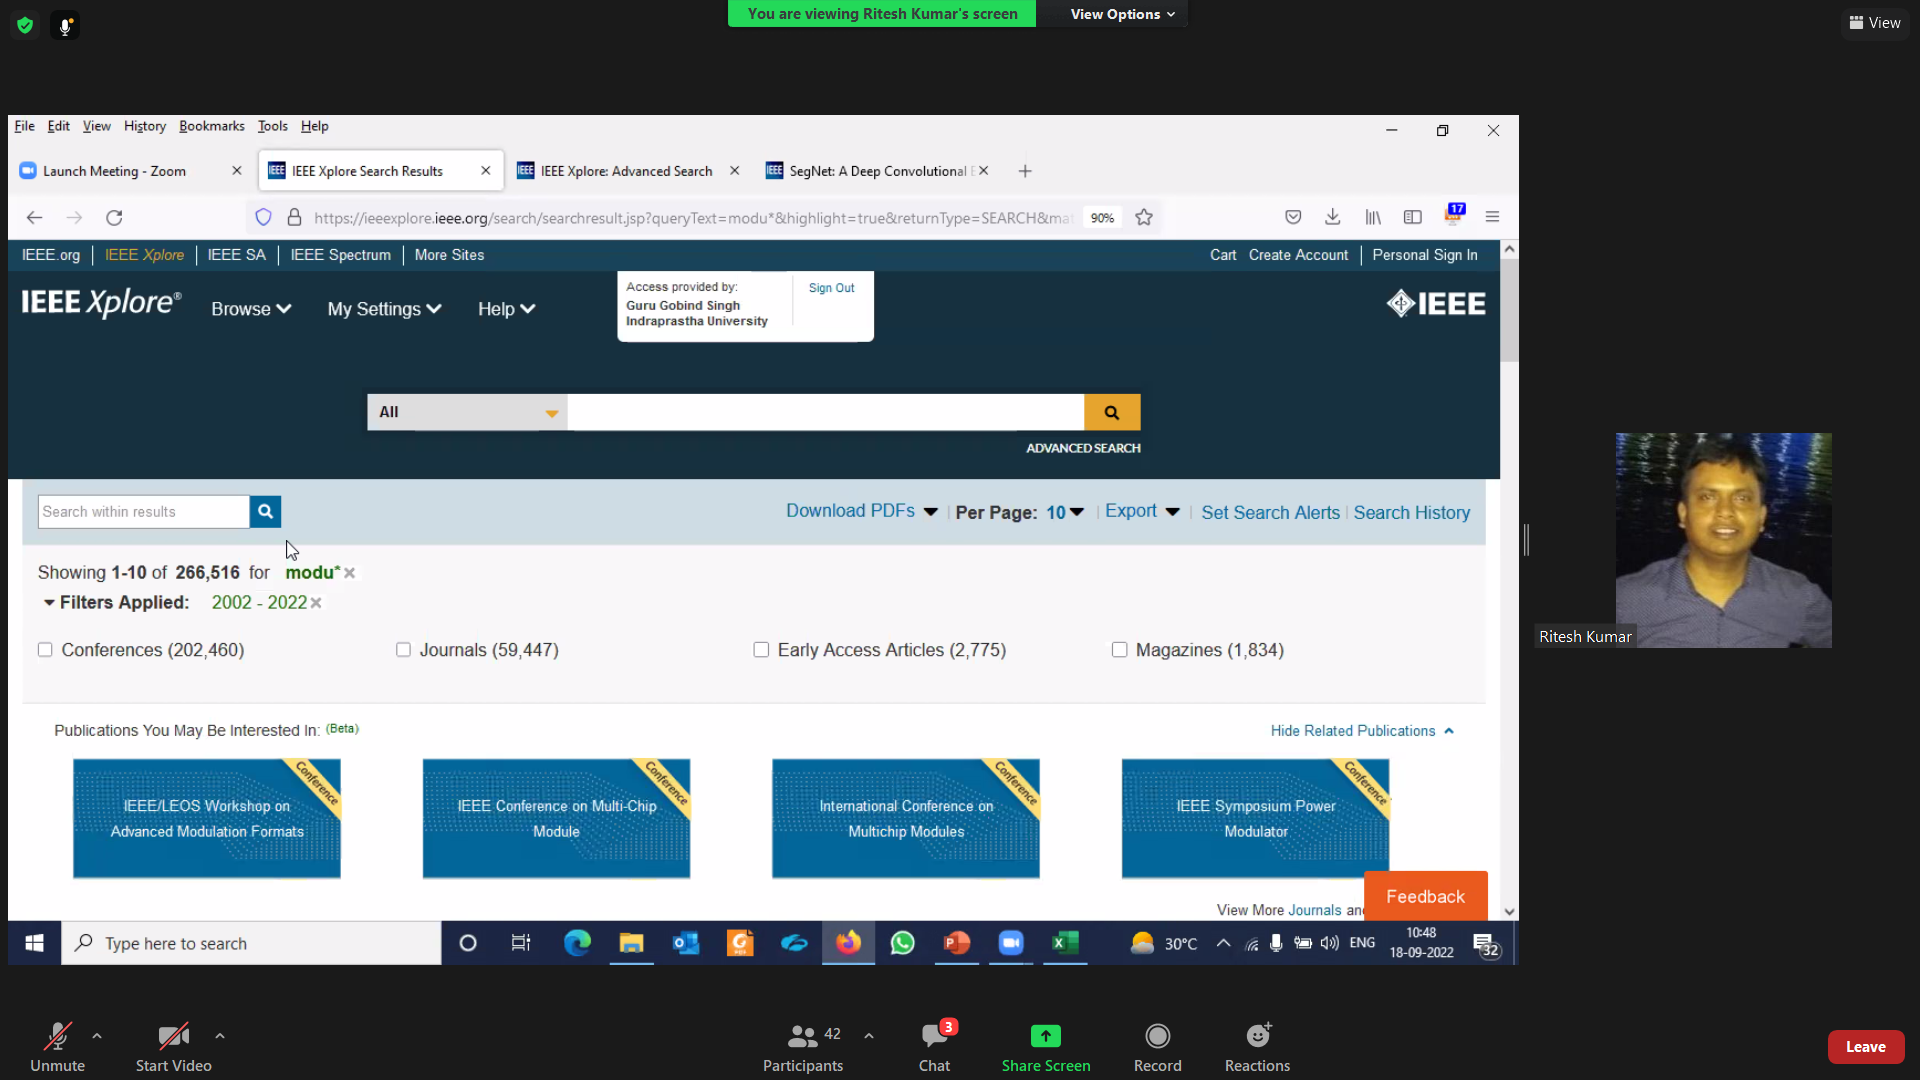 You are viewing Ritesh Kumar's screen
View Options
View
File Edit View History Bookmarks Tools Help
Launch Meeting - Zoom
IEEE Xplore Search Results
IEEE Xplore: Advanced Search
SegNet: A Deep Convolutional E
https://ieeexplore.ieee.org/search/searchresult.jsp?queryText=modu*&highlight=true&returnType=SEARCH&mat
90%
17
IEEE.org
IEEE Xplore
IEEE SA
IEEE Spectrum
More Sites
Cart
Create Account
Personal Sign In
IEEE Xplore®
Browse
My Settings
Help
Access provided by:
Guru Gobind Singh
Indraprastha University
Sign Out
IEEE
All
ADVANCED SEARCH
Search within results
Download PDFs
Per Page: 10
Export
Set Search Alerts
Search History
Showing 1-10 of 266,516 for modu*
Filters Applied: 2002 - 2022
Conferences (202,460)
Journals (59,447)
Early Access Articles (2,775)
Magazines (1,834)
Publications You May Be Interested In: (Beta)
Hide Related Publications
Conference
IEEE/LEOS Workshop on
Advanced Modulation Formats
Conference
IEEE Conference on Multi-Chip
Module
Conference
International Conference on
Multichip Modules
Conference
IEEE Symposium Power
Modulator
View More Journals and
Feedback
Type here to search
30°C
ENG
10:48
18-09-2022
32
Ritesh Kumar
Unmute
Start Video
42
Participants
3
Chat
Share Screen
Record
Reactions
Leave